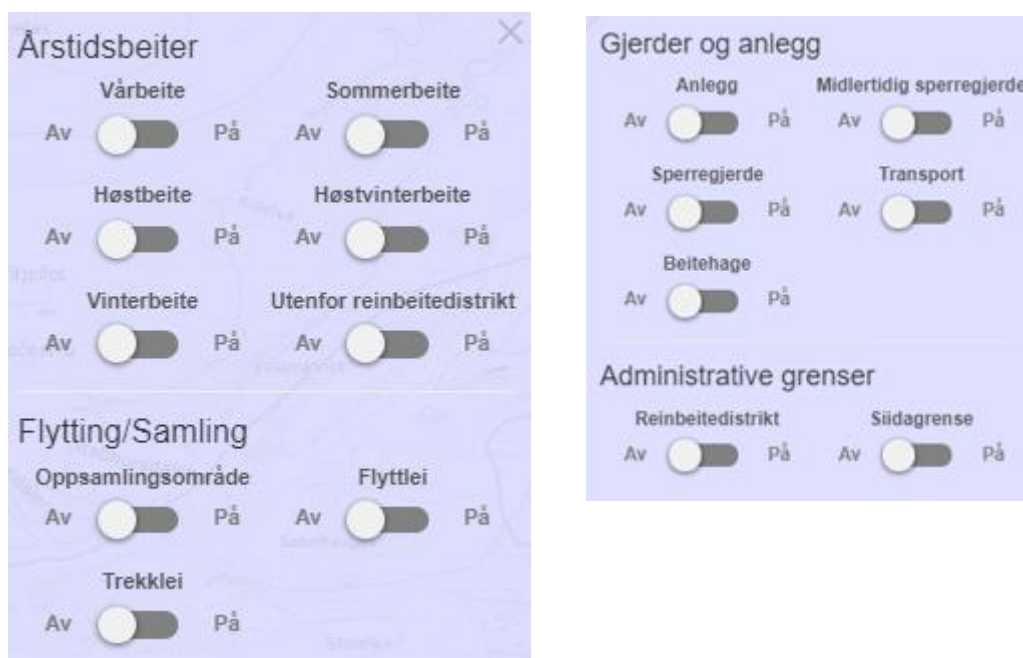 Årstidsbeiter
Vårbeite Sommerbeite
Av På Av På
Høstbeite Høstvinterbeite
Av På Av På
Vinterbeite Utenfor reinbeitedistrikt
Av På Av På
Flytting/Samling
Oppsamlingsområde Flyttlei
Av På Av På
Trekklei
Av På
Gjerder og anlegg
Anlegg Midlertidig sperregjerde
Av På Av På
Sperregjerde Transport
Av På Av På
Beitehage
Av På
Administrative grenser
Reinbeitedistrikt Siidagrense
Av På Av På